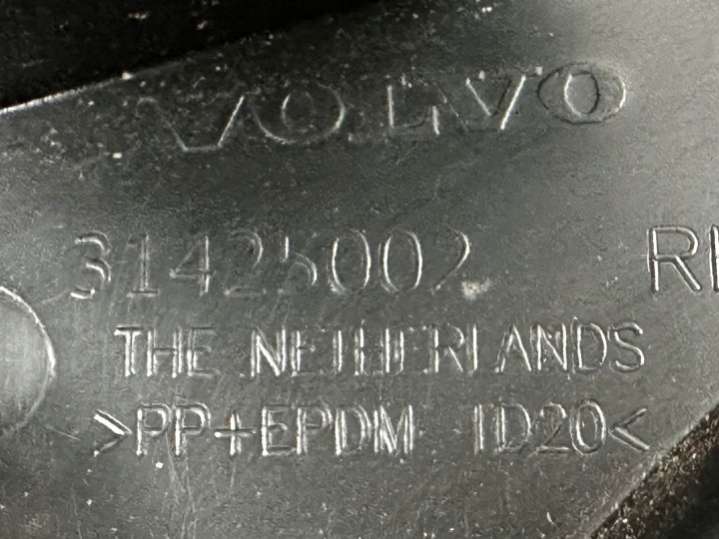 VOLVO
31425002
THE NETHERLANDS
>PP+EPDM TD20<